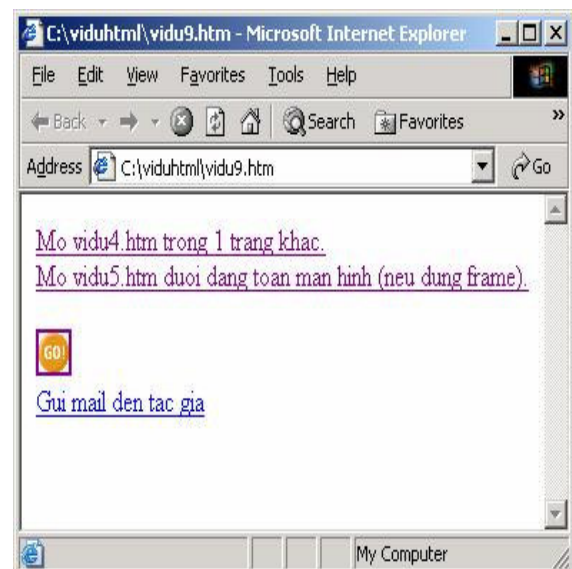 C:\viduhtml\vidu9.htm - Microsoft Internet Explorer
File Edit View Favorites Tools Help
Back Search Favorites »
Address C:\viduhtml\vidu9.htm Go
Mo vidu4.htm trong 1 trang khac.
Mo vidu5.htm duoi dang toan man hinh (neu dung frame).
GO!
Gui mail den tac gia
My Computer